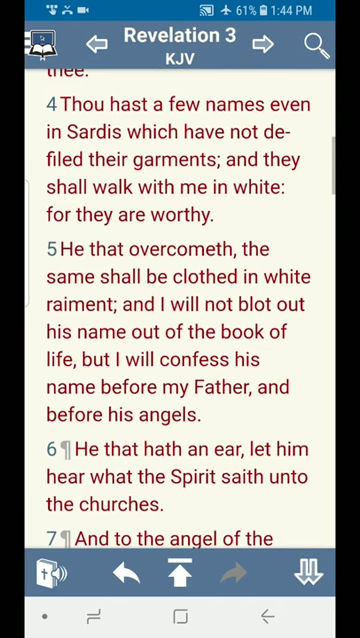 61% 1:44 PM
Revelation 3
KJV
thee.
4 Thou hast a few names even
in Sardis which have not de-
filed their garments; and they
shall walk with me in white:
for they are worthy.
5 He that overcometh, the
same shall be clothed in white
raiment; and I will not blot out
his name out of the book of
life, but I will confess his
name before my Father, and
before his angels.
6 ¶ He that hath an ear, let him
hear what the Spirit saith unto
the churches.
7 ¶ And to the angel of the